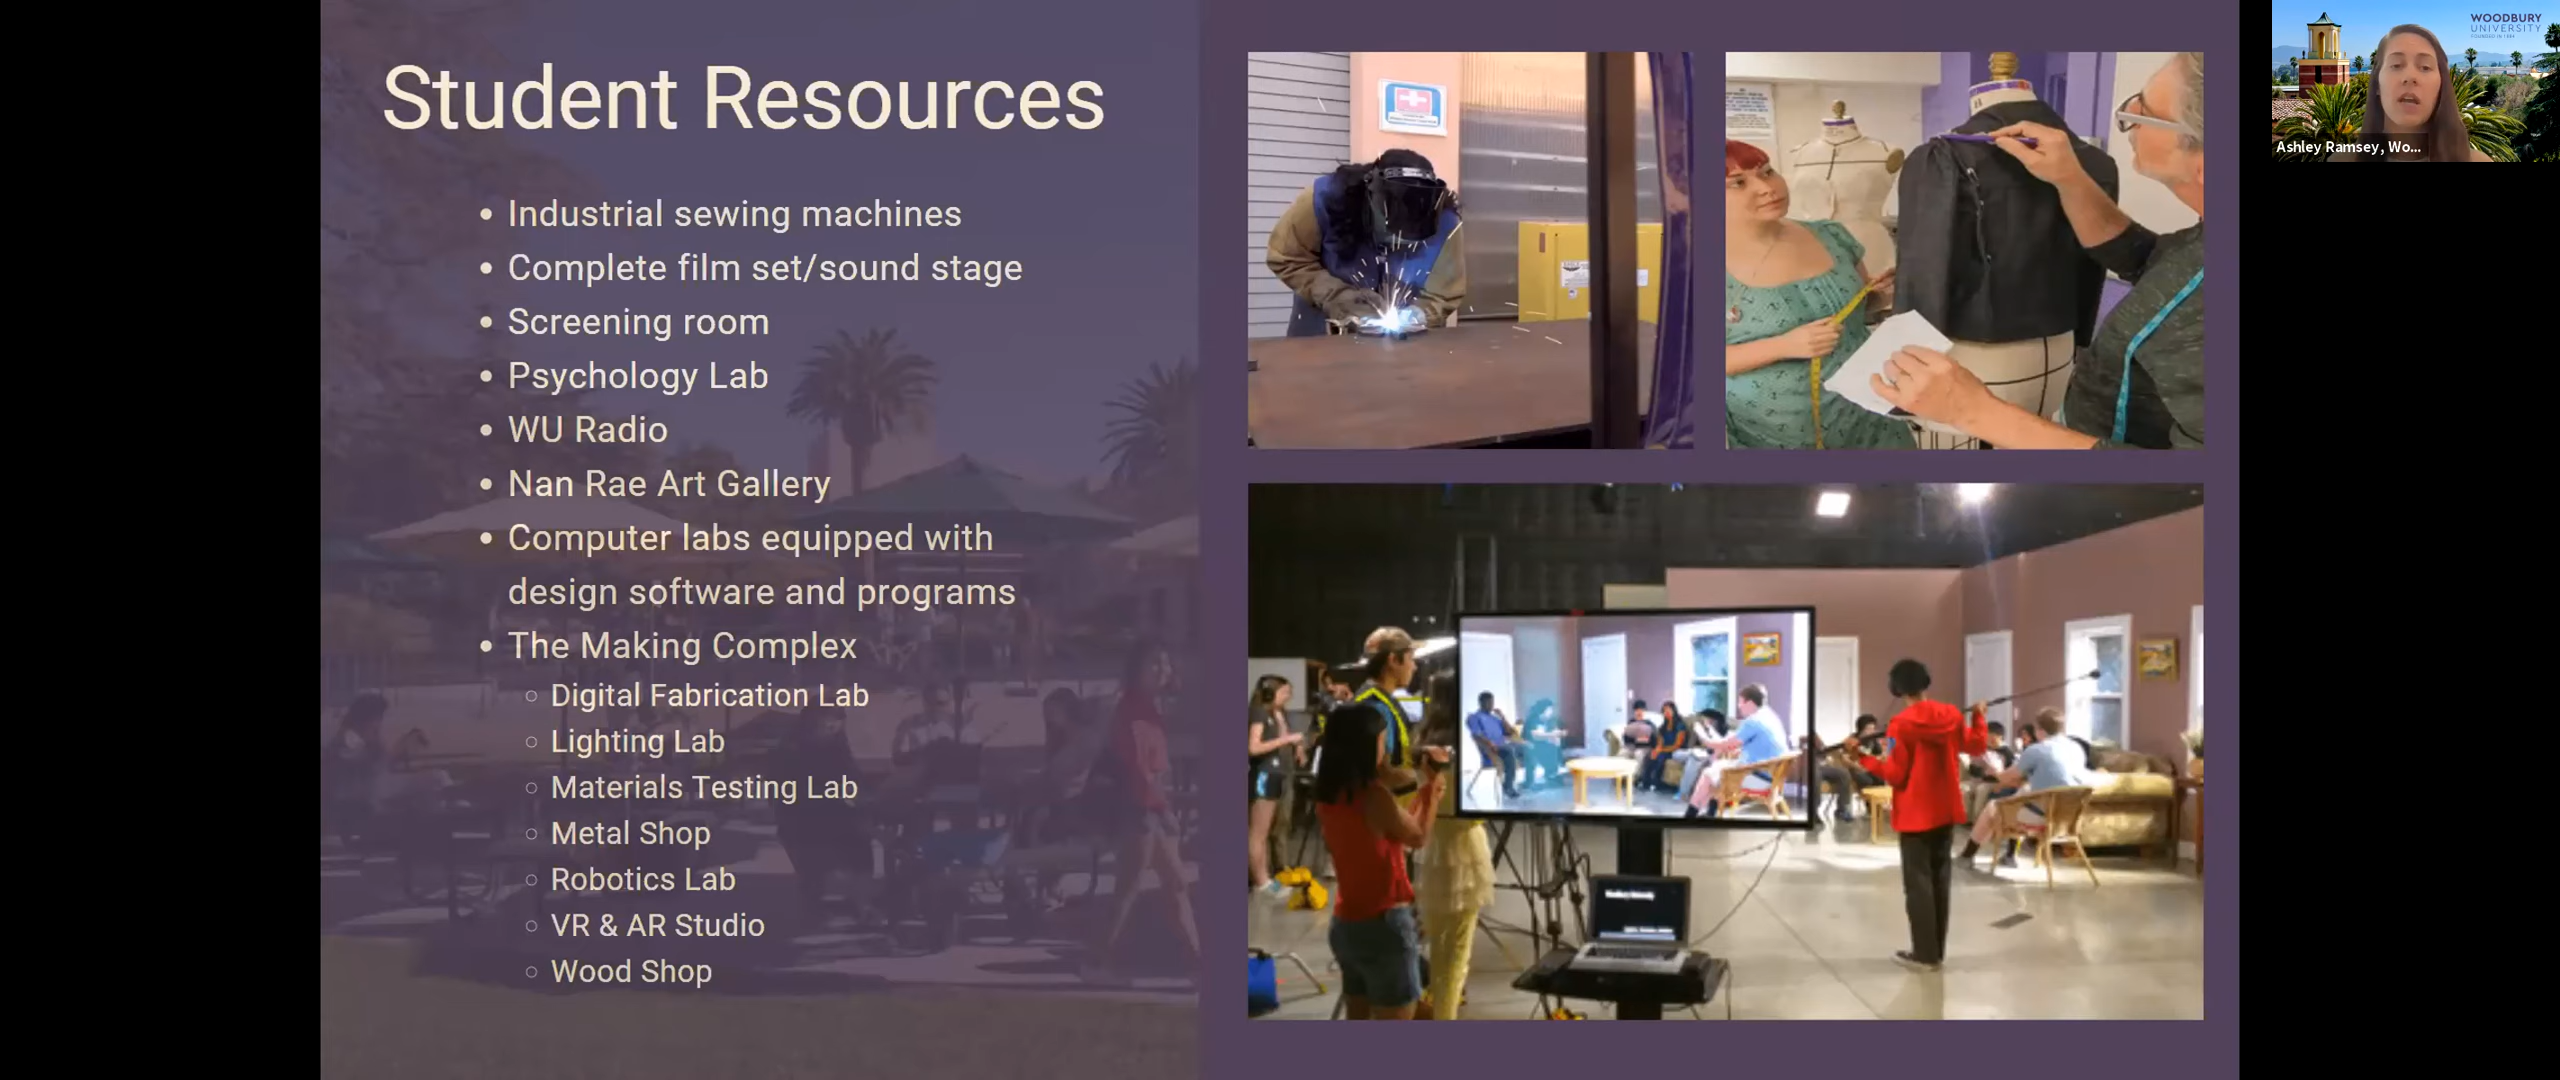 Student Resources
Industrial sewing machines
Complete film set/sound stage
Screening room
Psychology Lab
WU Radio
Nan Rae Art Gallery
Computer labs equipped with
design software and programs
The Making Complex
Digital Fabrication Lab
Lighting Lab
Materials Testing Lab
Metal Shop
Robotics Lab
VR & AR Studio
Wood Shop
WOODBURY
UNIVERSITY
Ashley Ramsey, Wo...